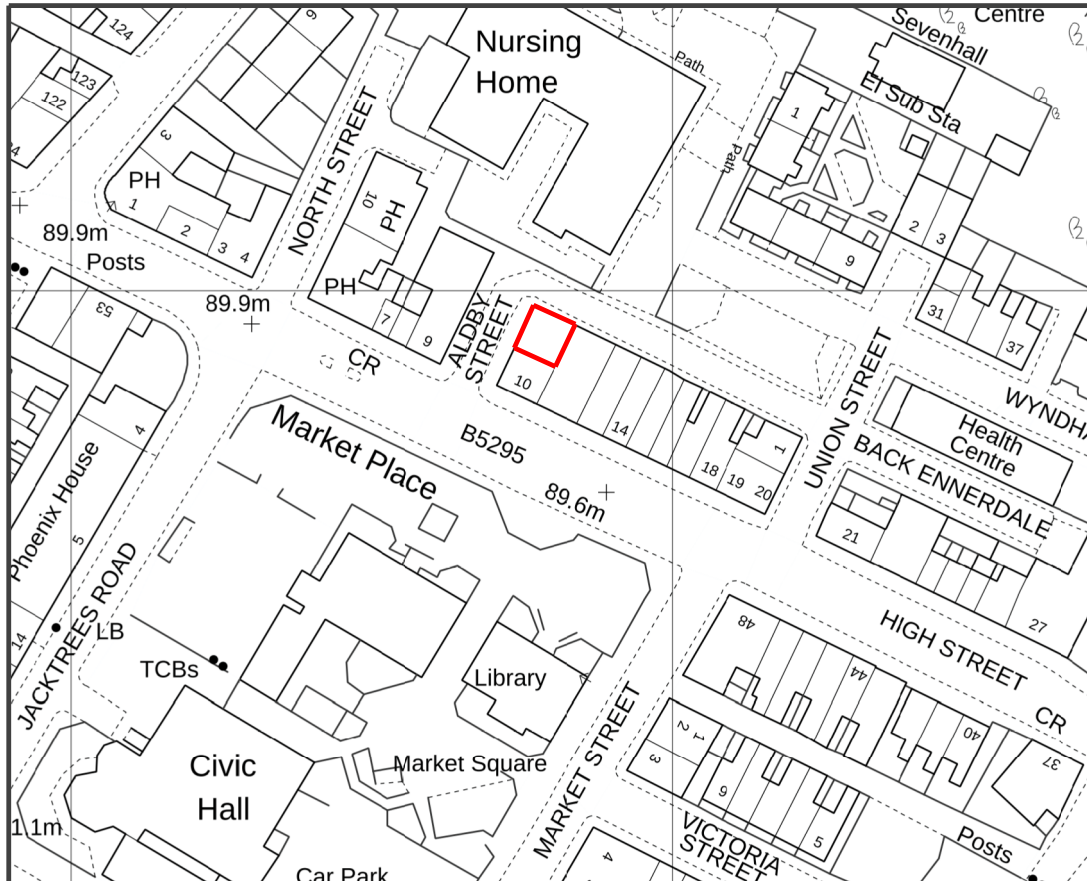 124
6
Nursing
Home
Centre
Sevenhall
123
122
Path
El Sub Sta
1
3
NORTH STREET
Path
PH
1
10
PH
2
3
4
2
3
89.9m
Posts
9
PH
89.9m
53
7
9
ALDBY
STREET
31
37
CR
10
UNION STREET
WYNDHA
4
14
1
Health
Centre
Market Place
B5295
18
19
20
BACK ENNERDALE
89.6m
Phoenix House
5
21
JACKTREES ROAD
14
LB
27
HIGH STREET
48
TCBs
Library
44
CR
MARKET STREET
2
1
3
40
37
Civic
Hall
Market Square
6
5
1.1m
VICTORIA
STREET
Posts
4
Car Park